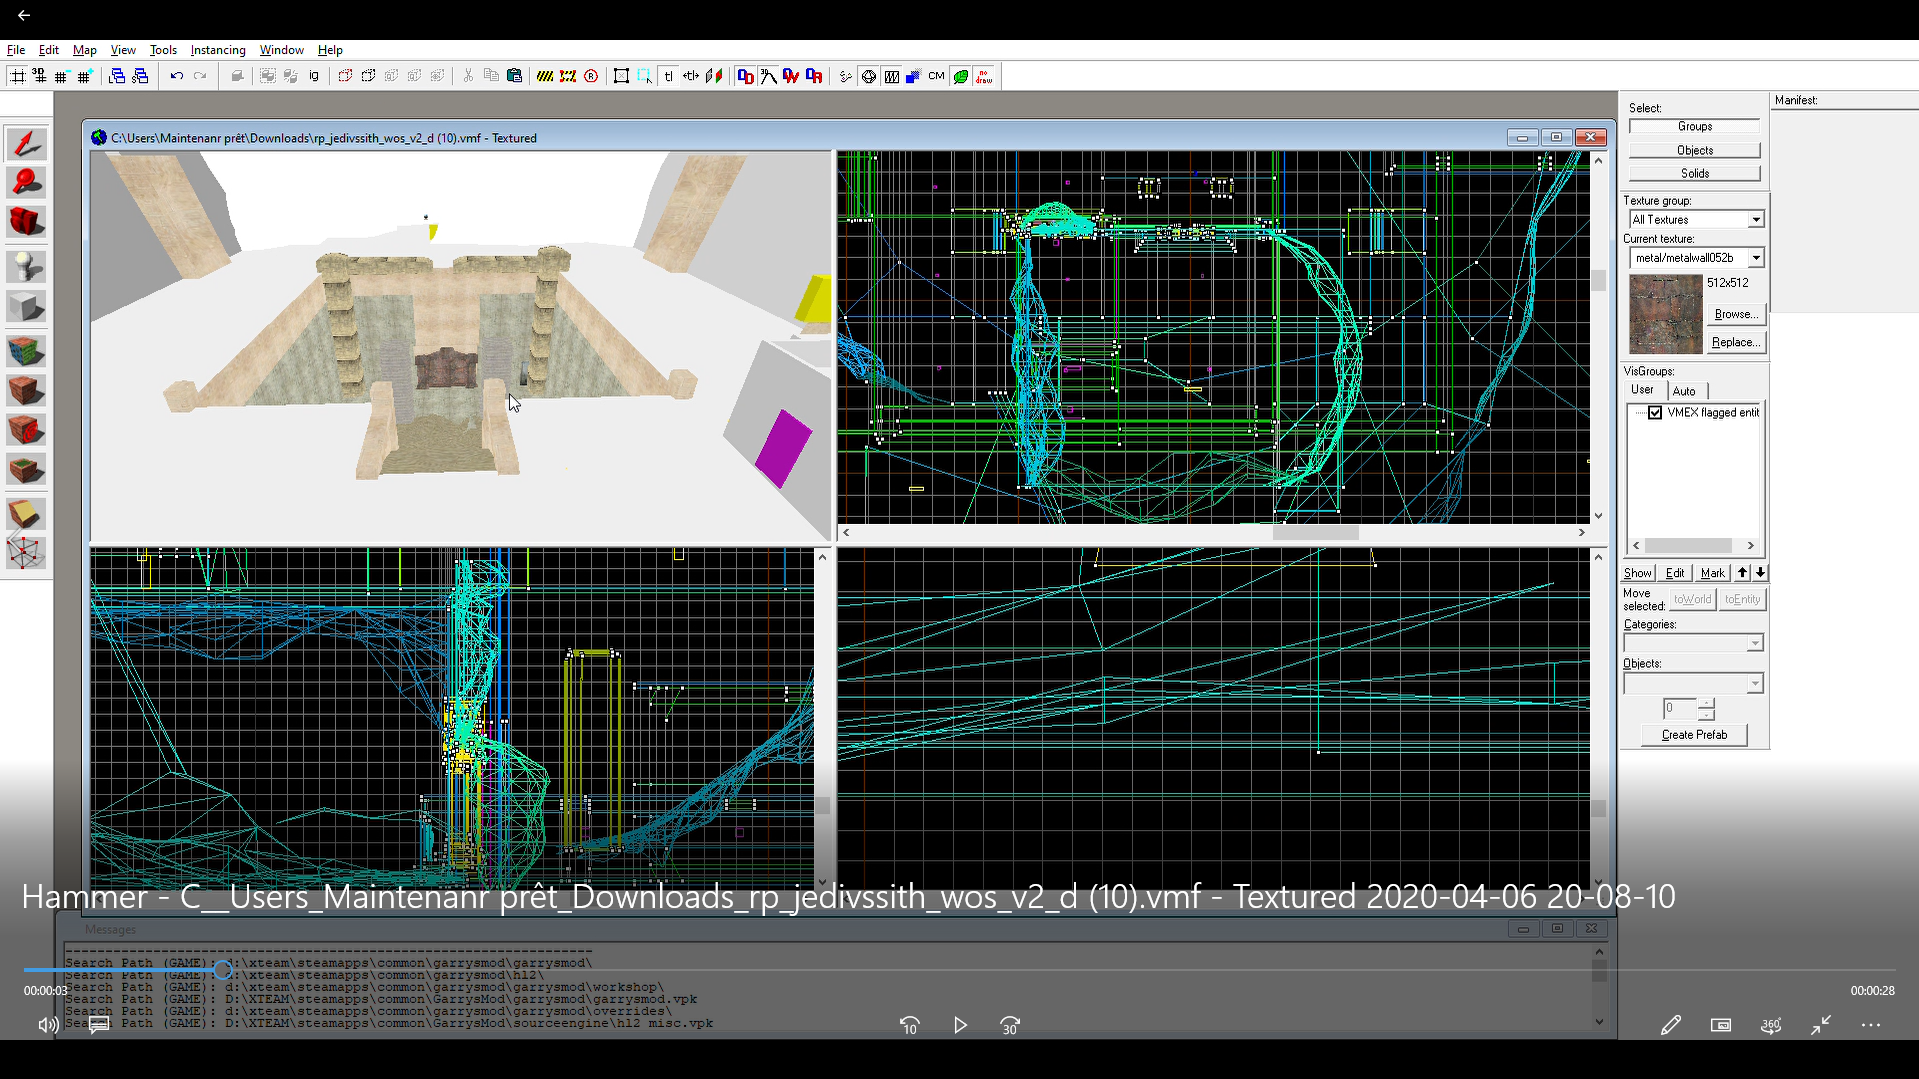 File Edit Map View Tools Instancing Window Help
C:\Users\Maintenanr prêt\Downloads\rp_jedivssith_wos_v2_d (10).vmf - Textured
Select:
Groups
Objects
Solids
Texture group:
All Textures
Current texture:
metal/metalwall052b
512x512
Browse...
Replace...
VisGroups:
User Auto
VMEX flagged entit
Show Edit Mark
Move selected: toWorld toEntity
Categories:
Objects:
0
Create Prefab
Manifest:
Hammer - C__Users_Maintenanr prêt_Downloads_rp_jedivssith_wos_v2_d (10).vmf - Textured 2020-04-06 20-08-10
Messages
Search Path (GAME): d:\xteam\steamapps\common\garrysmod\garrysmod\
Search Path (GAME): d:\xteam\steamapps\common\garrysmod\hl2\
Search Path (GAME): d:\xteam\steamapps\common\garrysmod\workshop\
Search Path (GAME): D:\XTEAM\steamapps\common\GarrysMod\garrysmod\garrysmod.vpk
Search Path (GAME): d:\xteam\steamapps\common\garrysmod\overrides\
Search Path (GAME): D:\XTEAM\steamapps\common\GarrysMod\sourceengine\hl2_misc.vpk
00:00:03
00:00:28
10
30
360